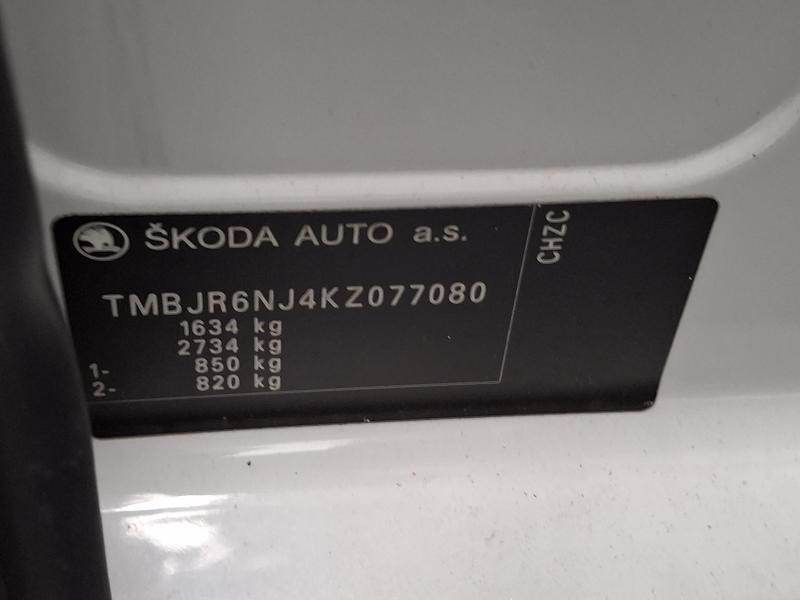 ŠKODA AUTO a.s.
CHZC
TMBJR6NJ4KZ077080
1634 kg
2734 kg
1- 850 kg
2- 820 kg